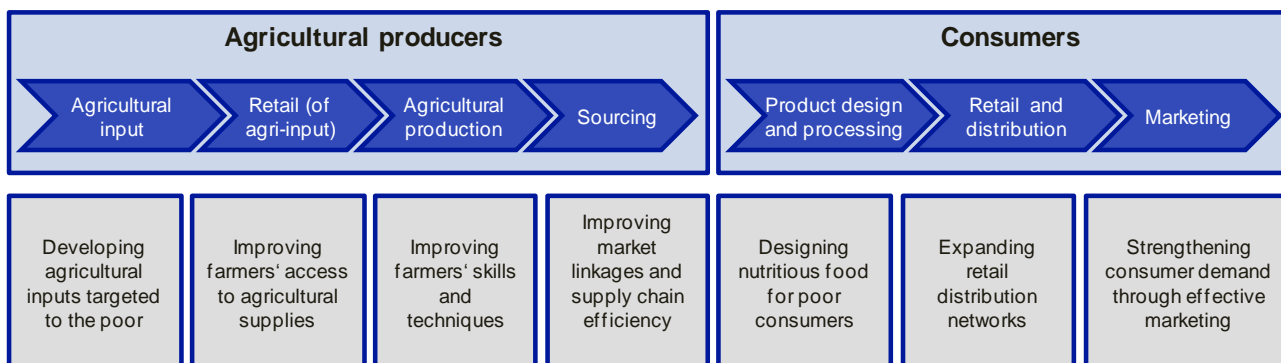 Agricultural producers
Consumers
Agricultural
input
Retail (of
agri-input)
Agricultural
production
Sourcing
Product design
and processing
Retail and
distribution
Marketing
Developing
agricultural
inputs targeted
to the poor
Improving
farmers‘ access
to agricultural
supplies
Improving
farmers‘ skills
and
techniques
Improving
market
linkages and
supply chain
efficiency
Designing
nutritious food
for poor
consumers
Expanding
retail
distribution
networks
Strengthening
consumer demand
through effective
marketing